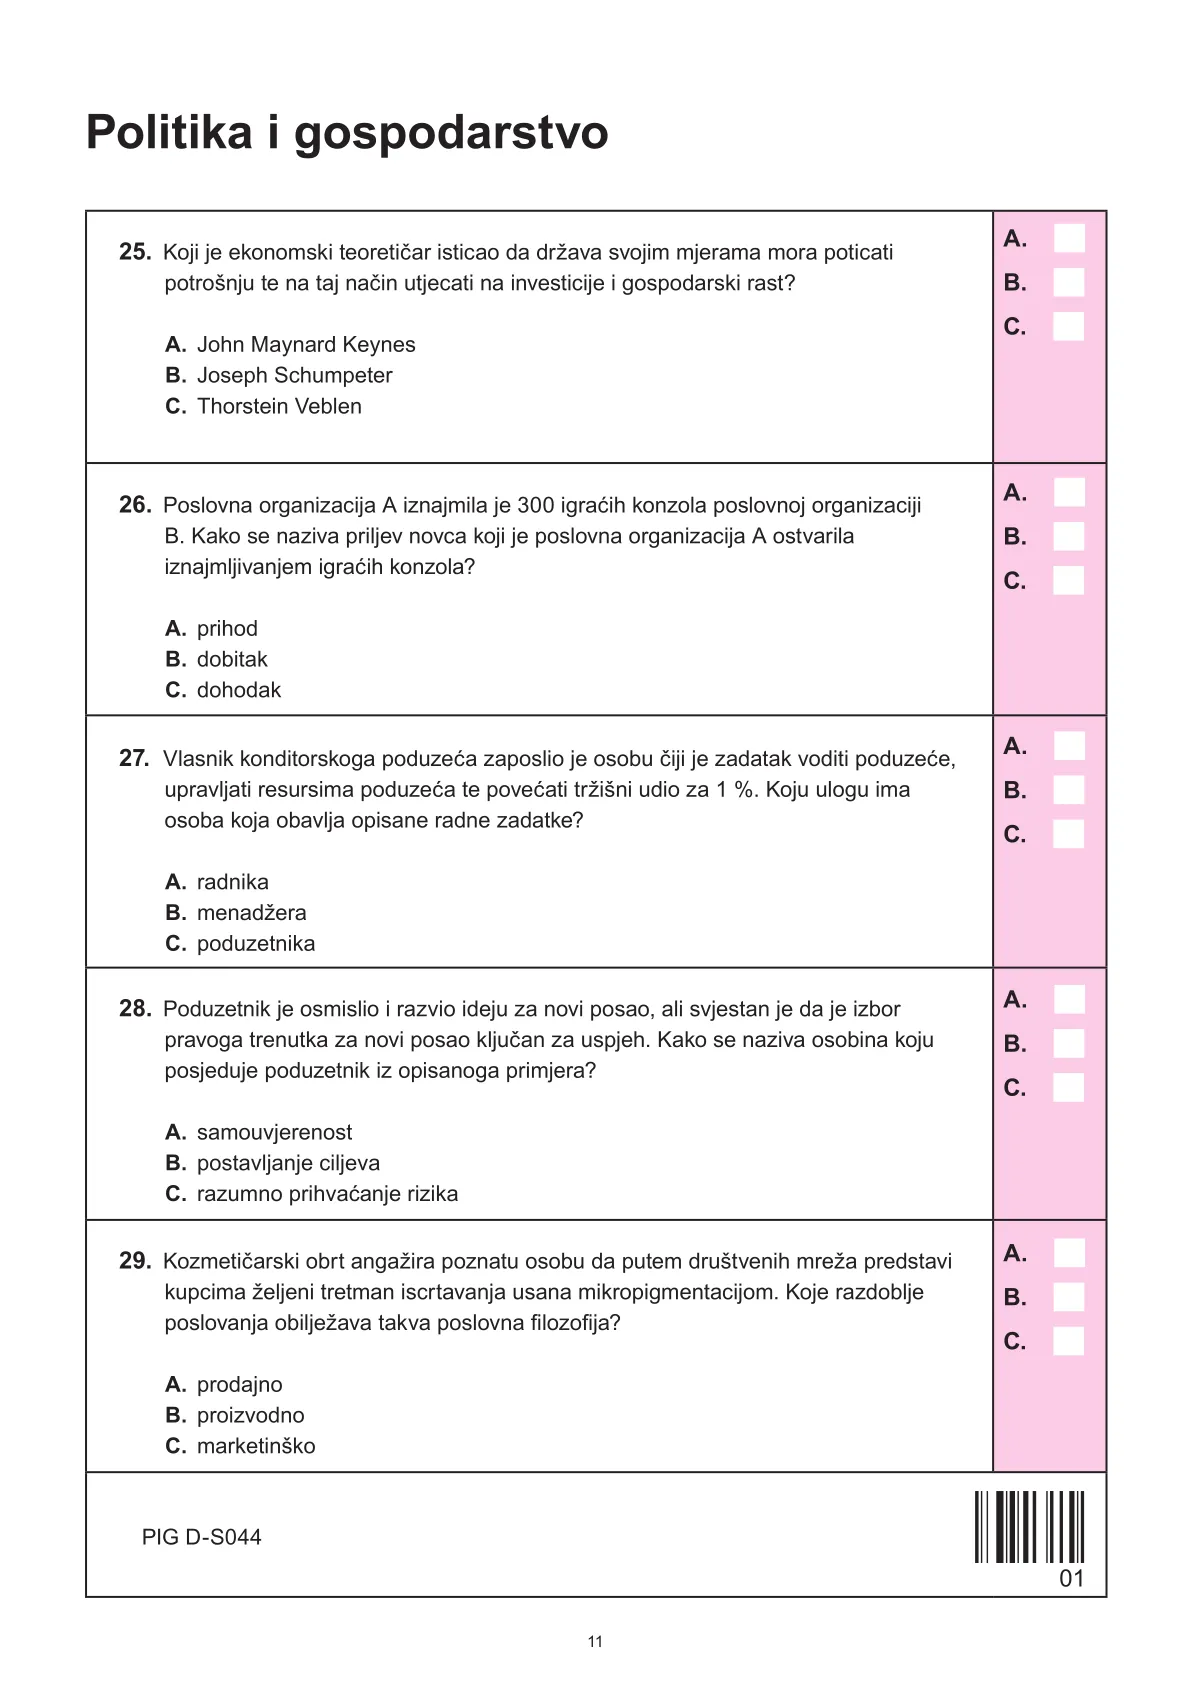 Politika i gospodarstvo
25. Koji je ekonomski teoretičar isticao da država svojim mjerama mora poticati
potrošnju te na taj način utjecati na investicije i gospodarski rast?
A. John Maynard Keynes
B. Joseph Schumpeter
C. Thorstein Veblen
A.
B.
C.
26. Poslovna organizacija A iznajmila je 300 igraćih konzola poslovnoj organizaciji
B. Kako se naziva priljev novca koji je poslovna organizacija A ostvarila
iznajmljivanjem igraćih konzola?
A. prihod
B. dobitak
C. dohodak
A.
B.
C.
27. Vlasnik konditorskoga poduzeća zaposlio je osobu čiji je zadatak voditi poduzeće,
upravljati resursima poduzeća te povećati tržišni udio za 1 %. Koju ulogu ima
osoba koja obavlja opisane radne zadatke?
A. radnika
B. menadžera
C. poduzetnika
A.
B.
C.
28. Poduzetnik je osmislio i razvio ideju za novi posao, ali svjestan je da je izbor
pravoga trenutka za novi posao ključan za uspjeh. Kako se naziva osobina koju
posjeduje poduzetnik iz opisanoga primjera?
A. samouvjerenost
B. postavljanje ciljeva
C. razumno prihvaćanje rizika
A.
B.
C.
29. Kozmetičarski obrt angažira poznatu osobu da putem društvenih mreža predstavi
kupcima željeni tretman iscrtavanja usana mikropigmentacijom. Koje razdoblje
poslovanja obilježava takva poslovna filozofija?
A. prodajno
B. proizvodno
C. marketinško
A.
B.
C.
PIG D-S044
01
11